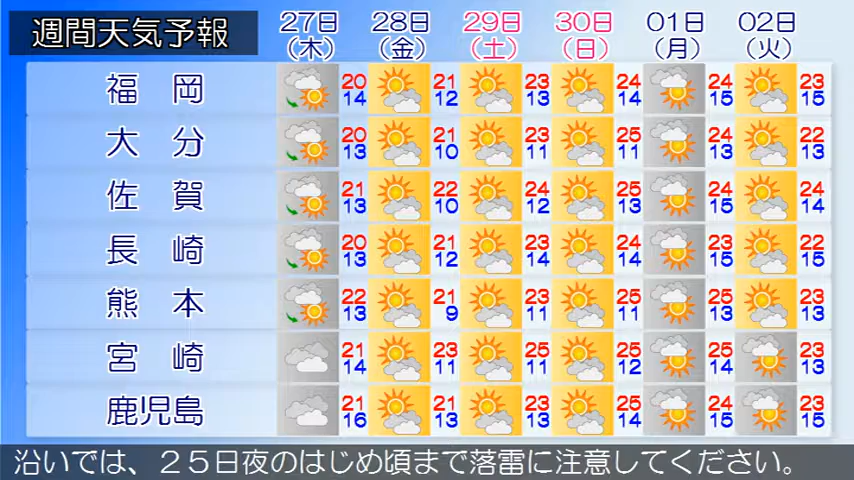 週間天気予報 27日 28日 29日 30日 01日 02日
（木） （金） （土） （日） （月） （火）
福岡 20 14 21 12 23 13 24 14 24 15 23 15
大分 20 13 21 10 23 11 25 11 24 13 22 13
佐賀 21 13 22 10 24 12 25 13 24 15 24 14
長崎 20 13 21 12 23 14 24 14 23 15 22 15
熊本 22 13 21 9 23 11 25 11 25 13 23 13
宮崎 21 14 23 11 25 11 25 12 25 14 23 13
鹿児島 21 16 21 13 23 13 25 14 24 15 23 15
沿いでは、２５日夜のはじめ頃まで落雷に注意してください。